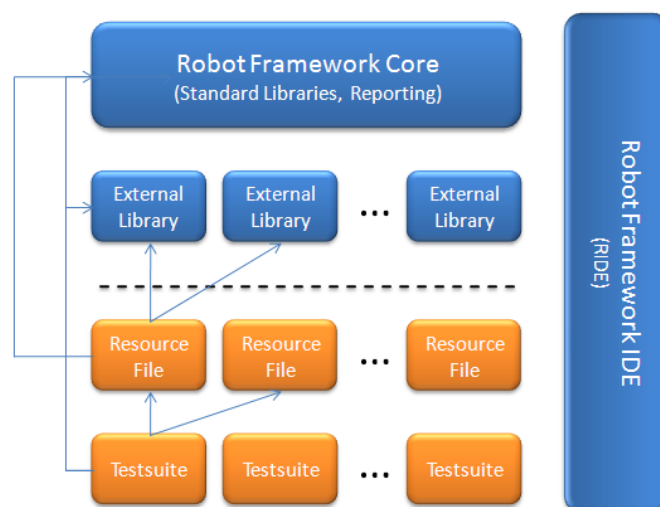 Robot Framework Core
(Standard Libraries, Reporting)
External
Library
External
Library
...
External
Library
Resource
File
Resource
File
...
Resource
File
Testsuite
Testsuite
...
Testsuite
Robot Framework IDE
(RIDE)